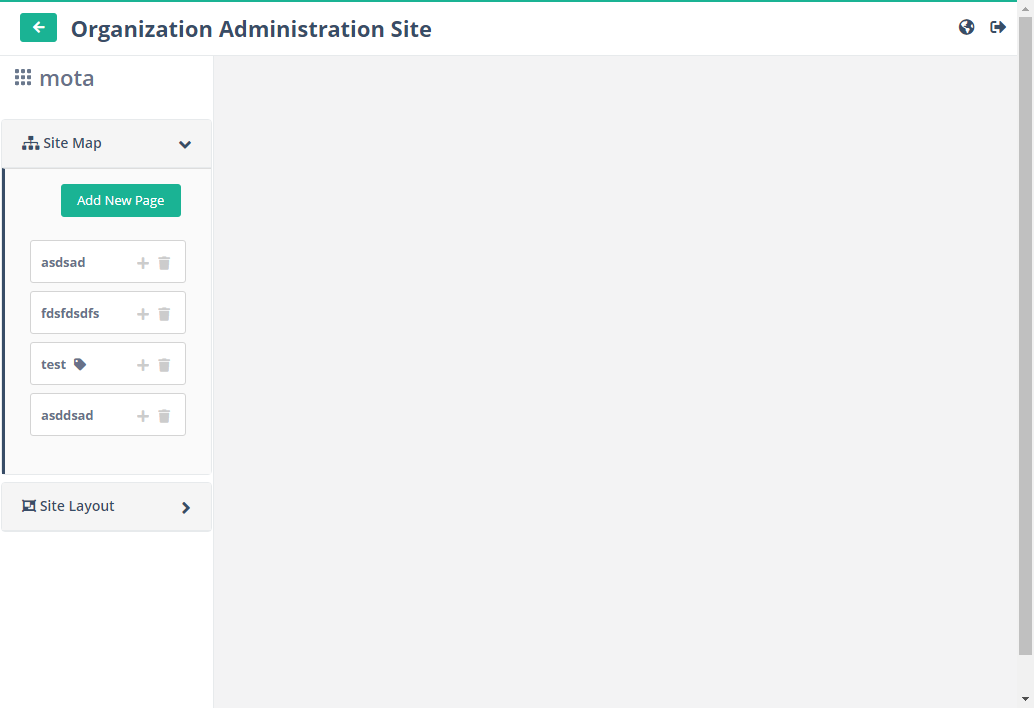 Organization Administration Site
mota
Site Map
Add New Page
asdsad
fdsfdsdfs
test
asddsad
Site Layout